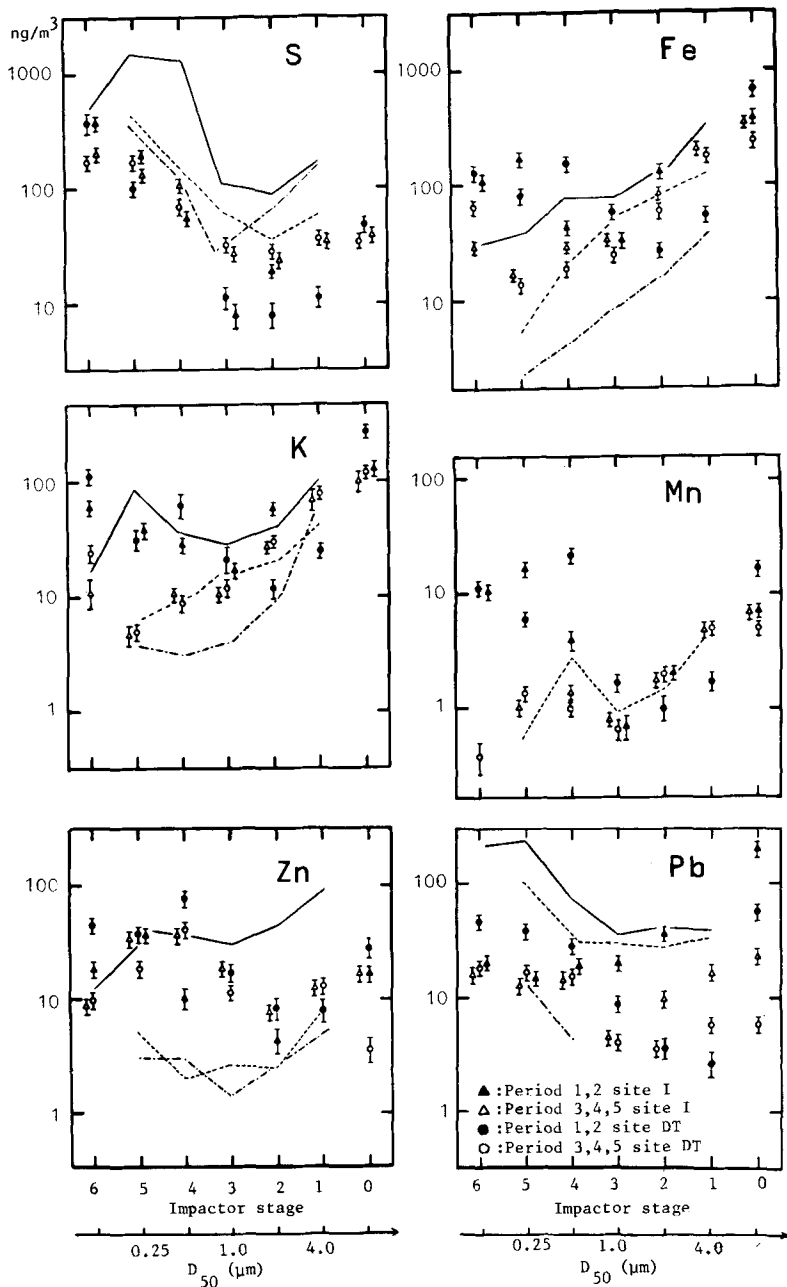 ng/m³
S
1000
100
10
Fe
1000
100
10
K
100
10
1
Mn
100
10
1
Zn
100
10
1
Pb
100
10
1
▲ :Period 1,2 site I
△ :Period 3,4,5 site I
● :Period 1,2 site DT
○ :Period 3,4,5 site DT
6 5 4 3 2 1 0
Impactor stage
0.25 1.0 4.0
D50 (μm)
6 5 4 3 2 1 0
Impactor stage
0.25 1.0 4.0
D50 (μm)